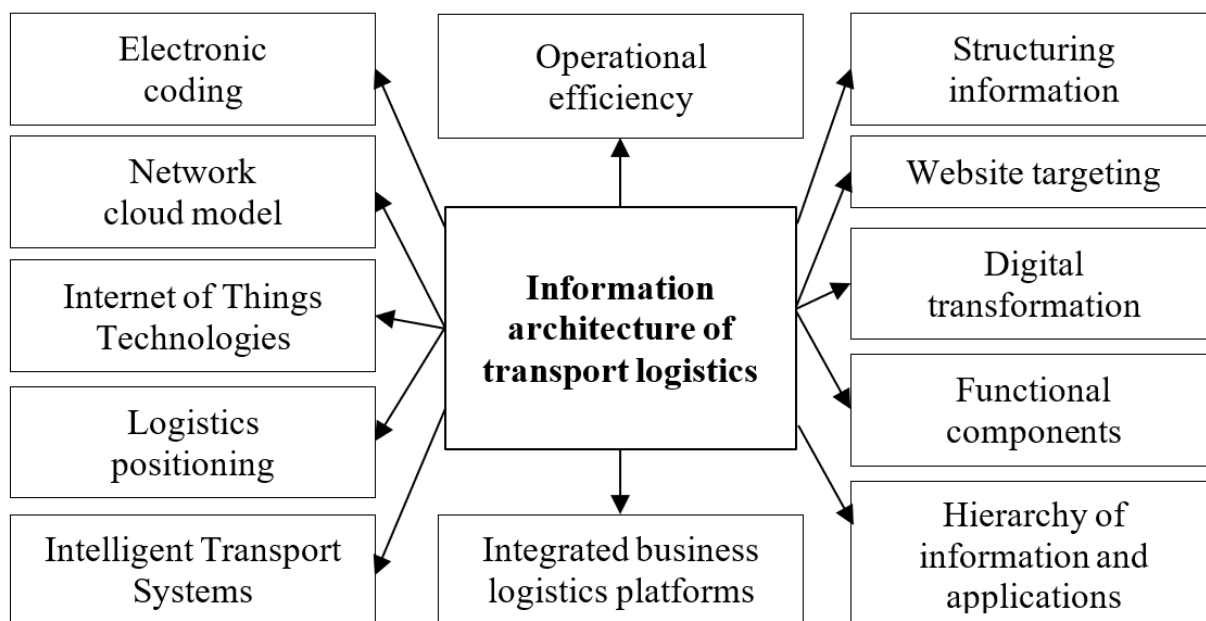 Electronic
coding
Network
cloud model
Internet of Things
Technologies
Logistics
positioning
Intelligent Transport
Systems
Operational
efficiency
Information
architecture of
transport logistics
Integrated business
logistics platforms
Structuring
information
Website targeting
Digital
transformation
Functional
components
Hierarchy of
information and
applications